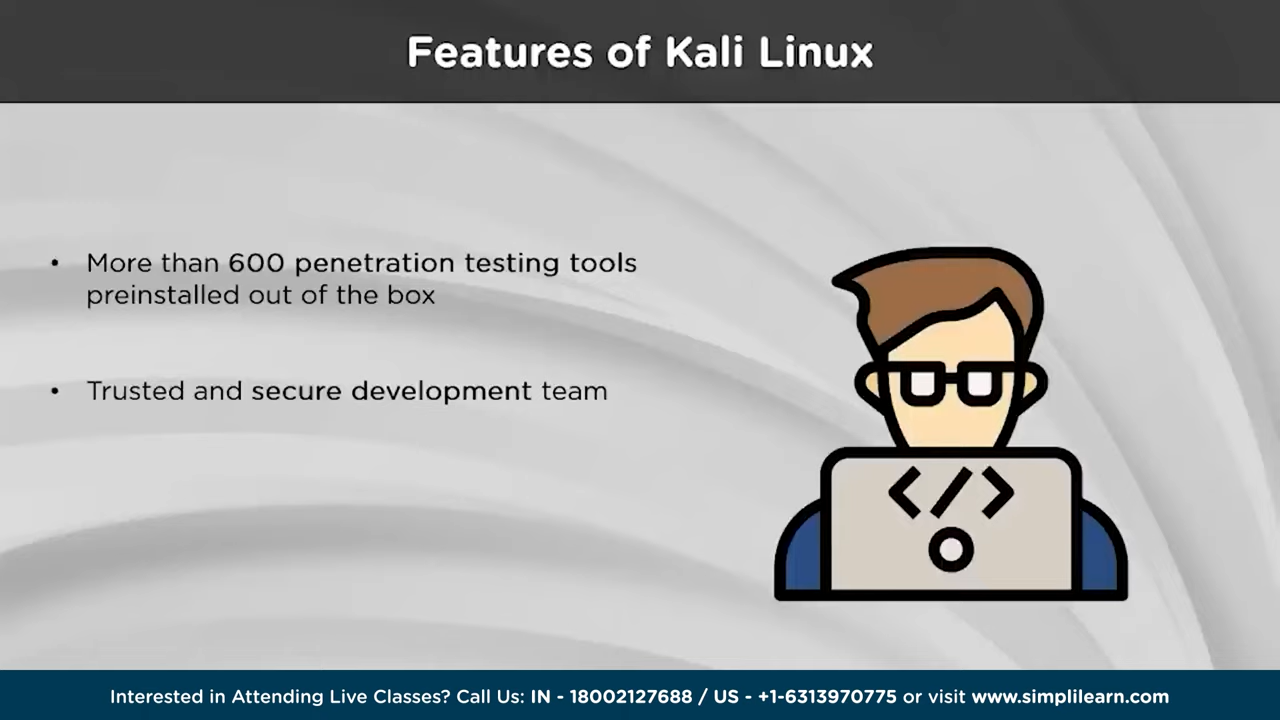 Features of Kali Linux
• More than 600 penetration testing tools
preinstalled out of the box
• Trusted and secure development team
</>
Interested in Attending Live Classes? Call Us: IN - 18002127688 / US - +1-6313970775 or visit www.simplilearn.com